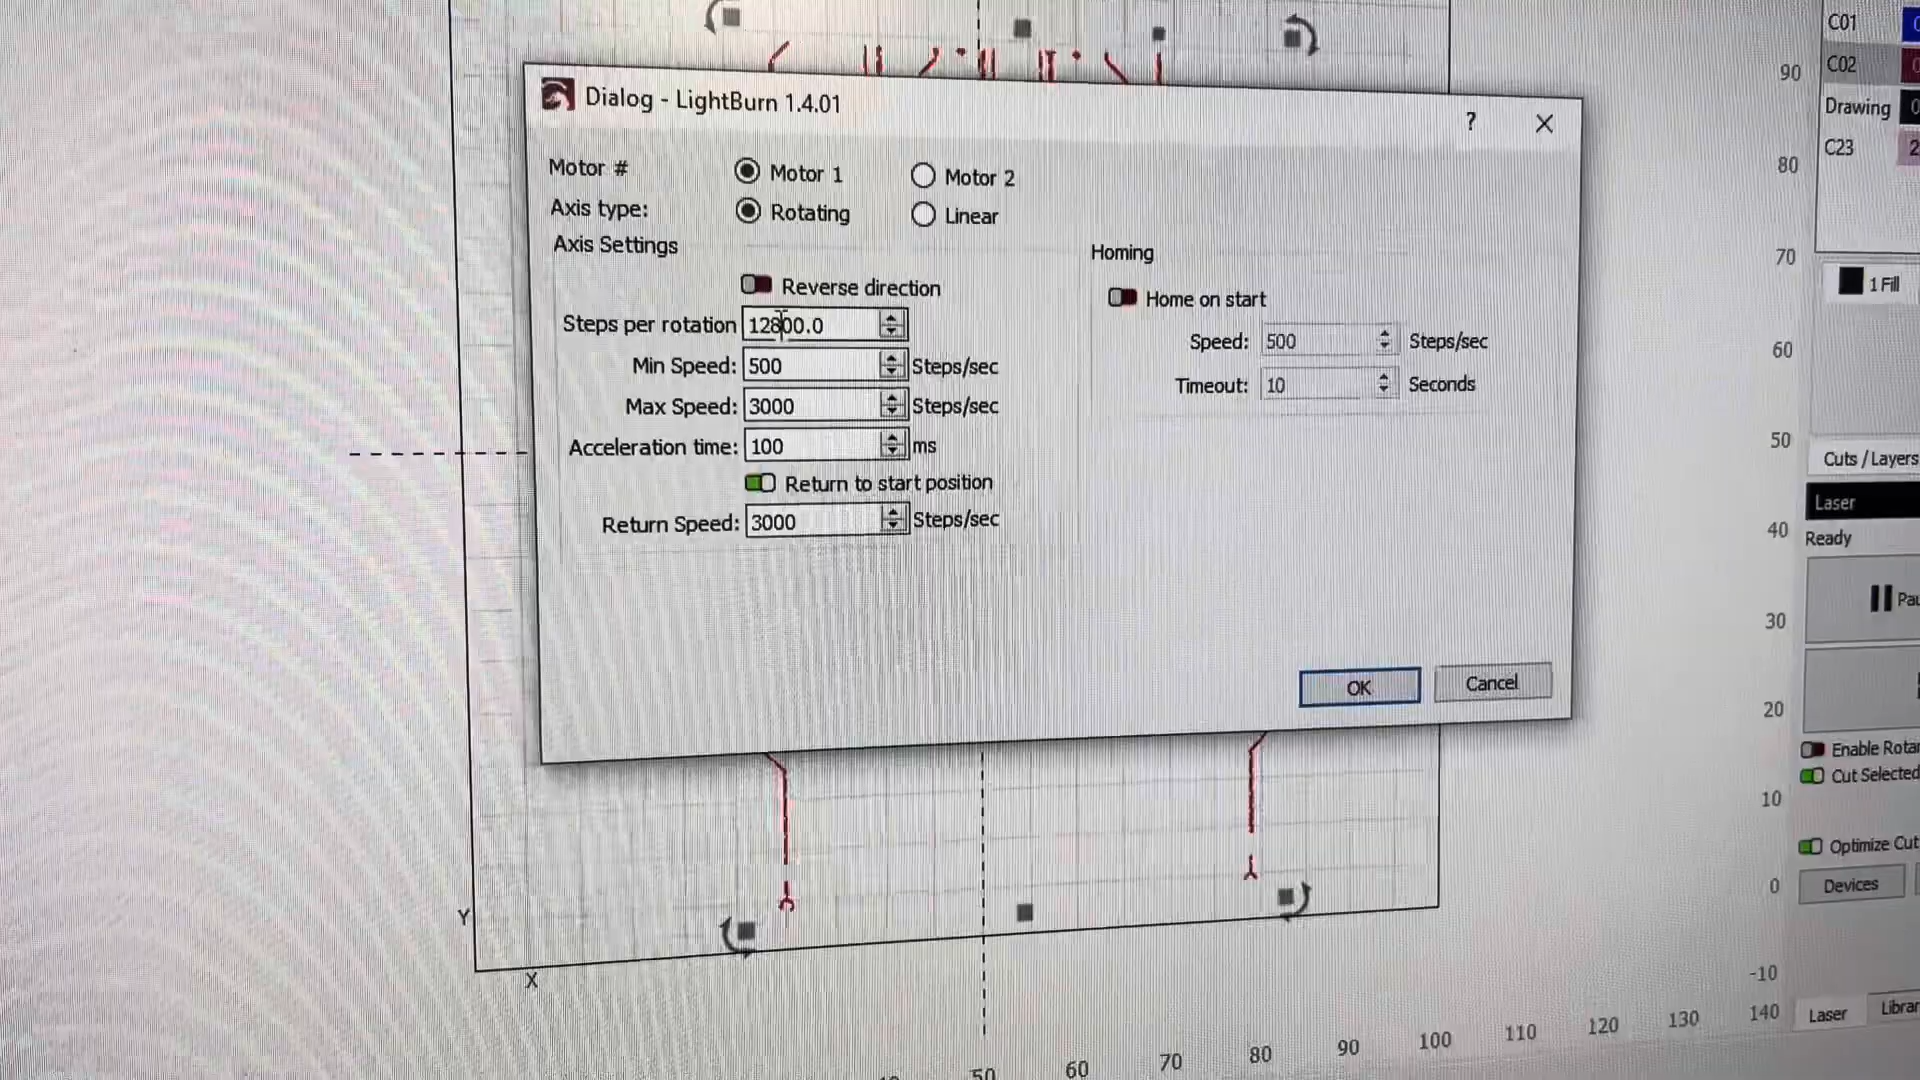 Dialog - LightBurn 1.4.01
?
Motor #
Motor 1
Motor 2
Axis type:
Rotating
Linear
Axis Settings
Reverse direction
Steps per rotation 12800.0
Min Speed: 500 Steps/sec
Max Speed: 3000 Steps/sec
Acceleration time: 100 ms
Return to start position
Return Speed: 3000 Steps/sec
Homing
Home on start
Speed: 500 Steps/sec
Timeout: 10 Seconds
OK
Cancel
Y
X
90
80
70
60
50
40
30
20
10
0
-10
50 60 70 80 90 100 110 120 130 140
C01
C02
Drawing
C23 2
1 Fill
Cuts / Layers
Laser
Ready
Enable
Cut Selected
Optimize Cut
Devices
Laser